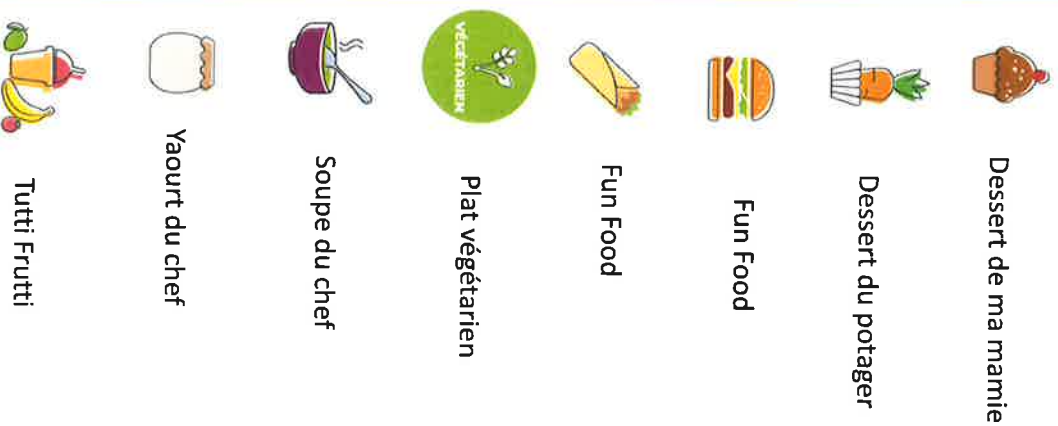 Dessert de ma mamie
Dessert du potager
Fun Food
Fun Food
VÉGÉTARIEN
Plat végétarien
Soupe du chef
Yaourt du chef
Tutti Frutti